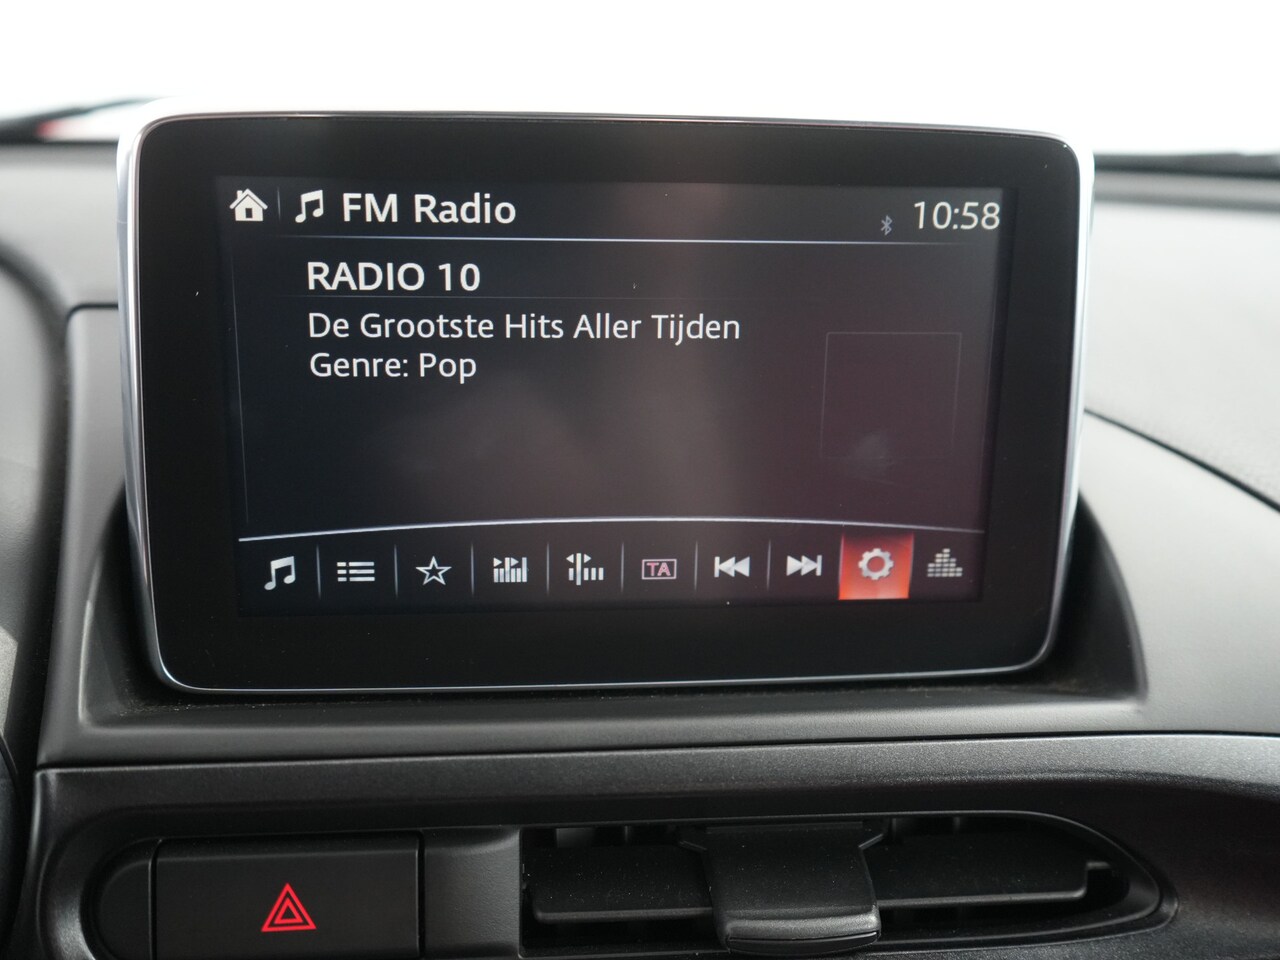 FM Radio
10:58
RADIO 10
De Grootste Hits Aller Tijden
Genre: Pop
TA